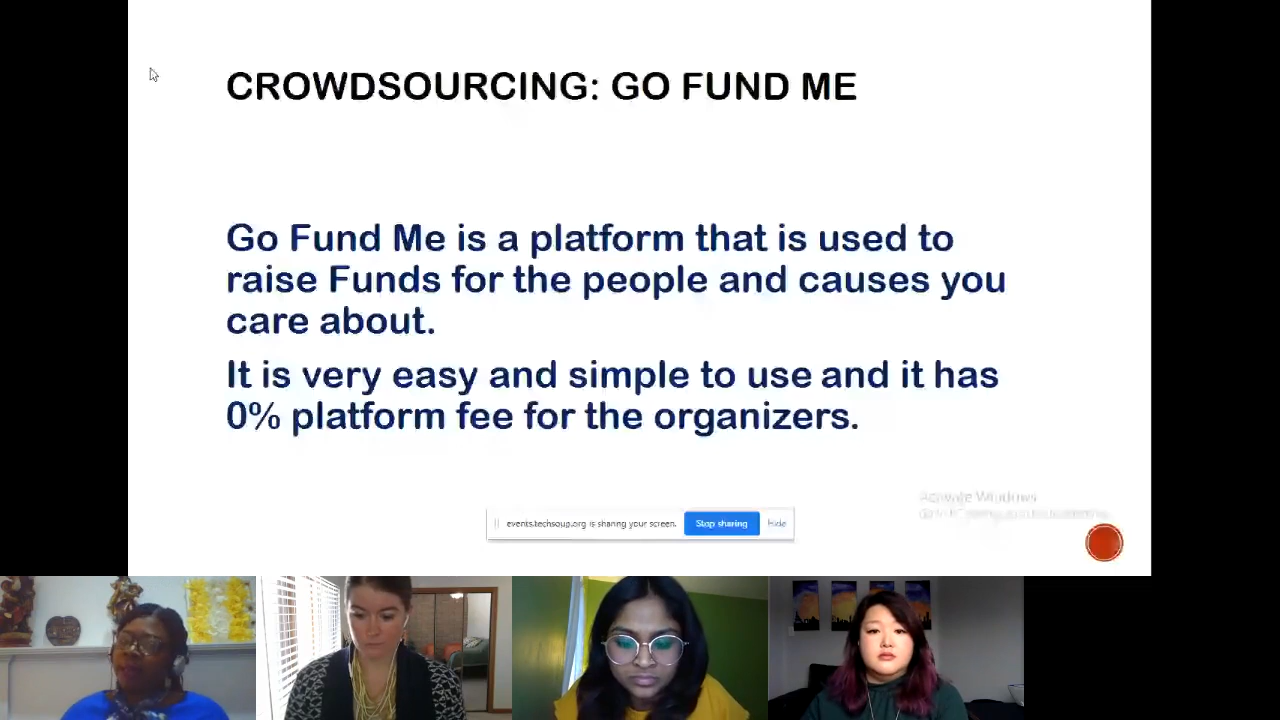 CROWDSOURCING: GO FUND ME
Go Fund Me is a platform that is used to
raise Funds for the people and causes you
care about.
It is very easy and simple to use and it has
0% platform fee for the organizers.
Activate Windows
events.techsoup.org is sharing your screen.
Stop sharing
Hide